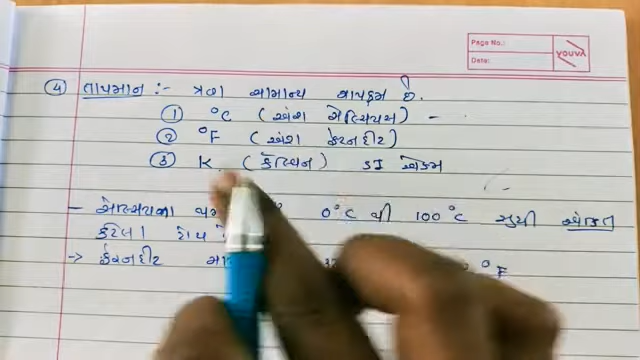 Page No.:
Date:
youva
④ તાપમાન :- ત્રણ સામાન્ય માપક્રમ છે.
① °C (અંશ સેલ્સિયસ) -
② °F (અંશ ફેરનહીટ)
③ K (કેલ્વિન) SI એકમ
- સેલ્સિયસના 0°C થી 100°C સુધી અંકિત
કરેલા હોય
→ ફેરનહીટ °F